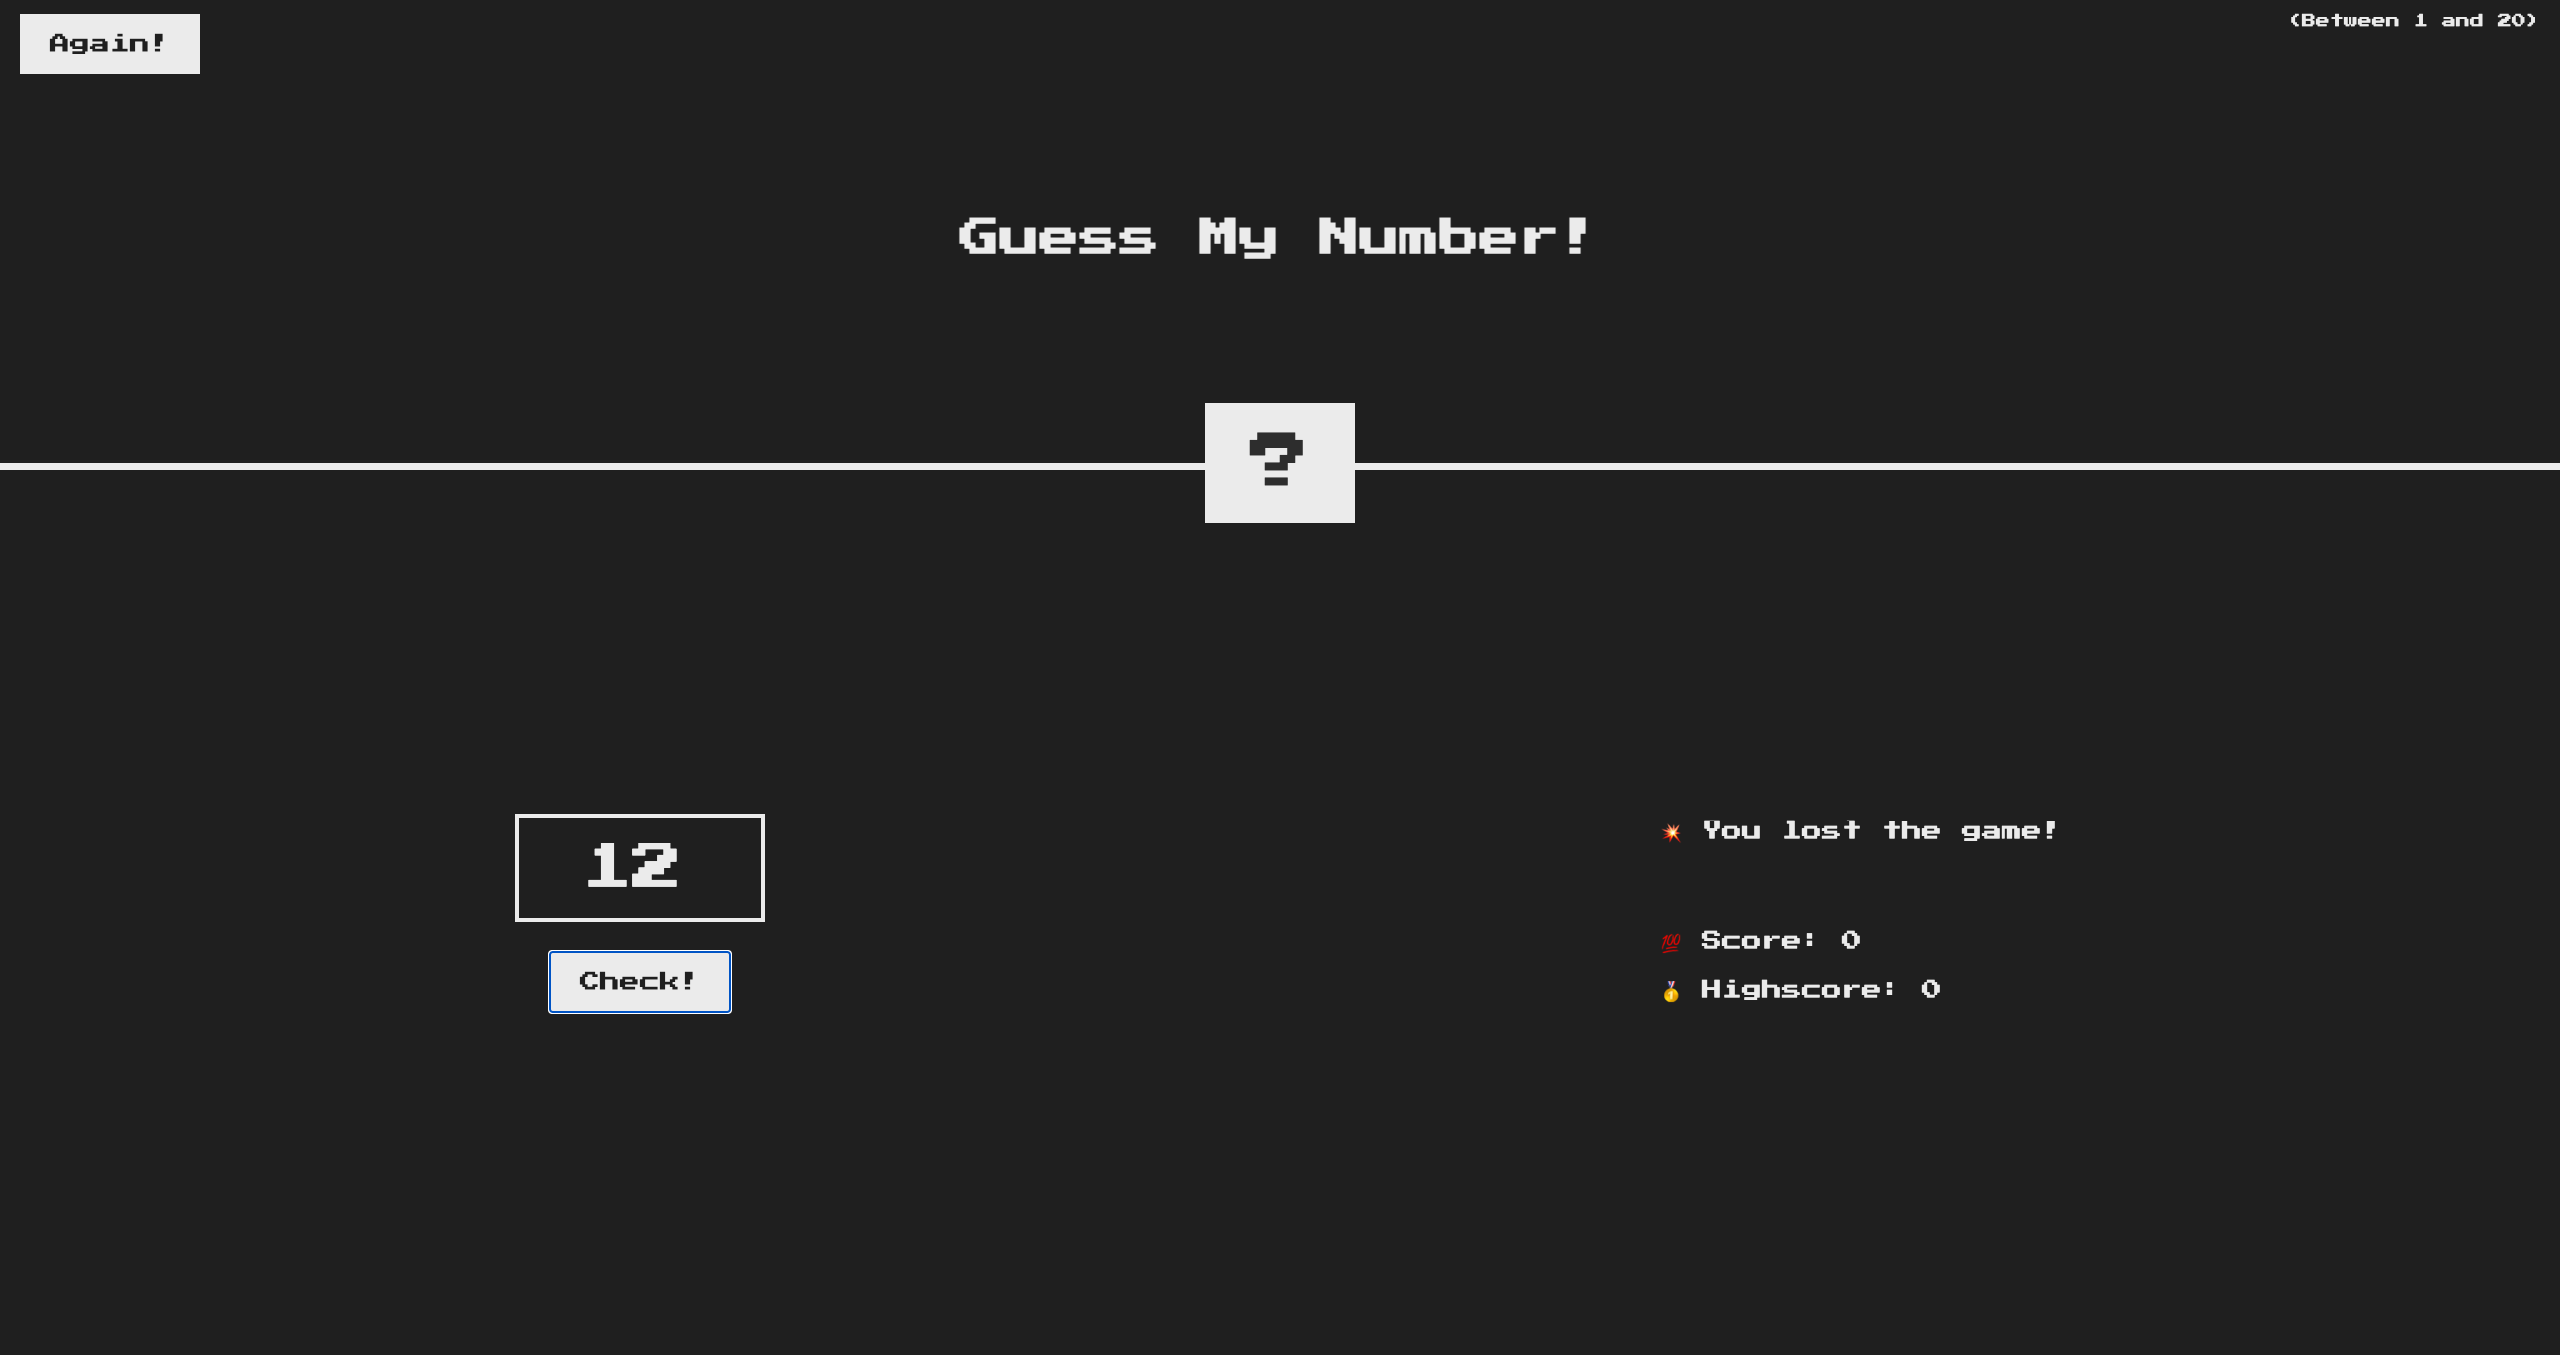 Again!
(Between 1 and 20)
Guess My Number!
?
12
Check!
💥 You lost the game!
💯 Score: 0
🥇 Highscore: 0